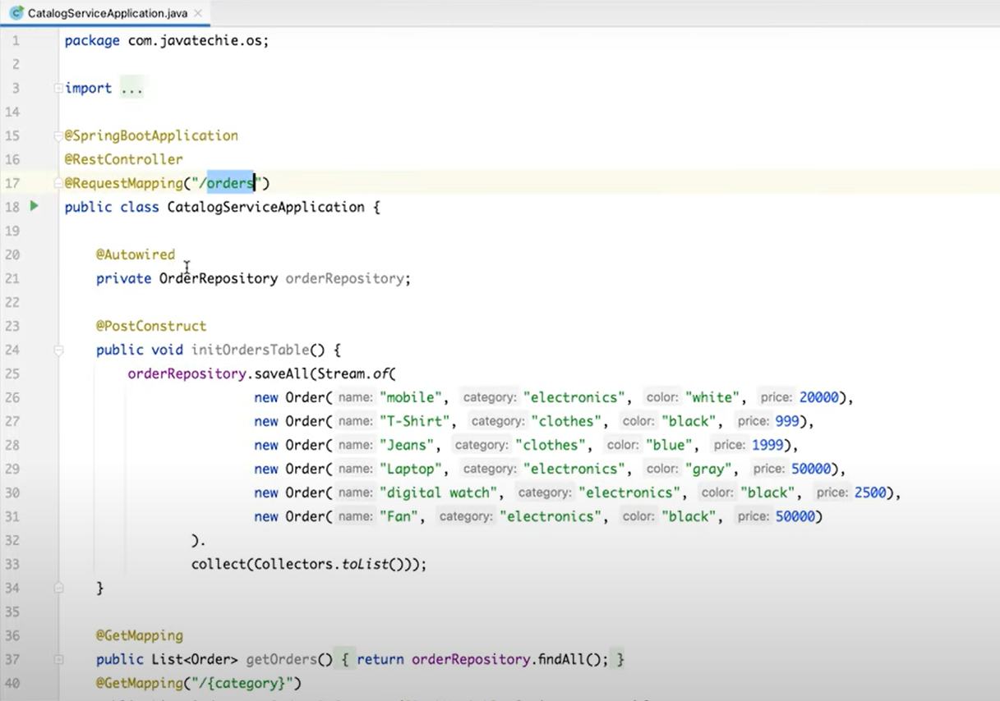 CatalogServiceApplication.java
1 package com.javatechie.os;
2
3 import ...
14
15 @SpringBootApplication
16 @RestController
17 @RequestMapping("/orders")
18 public class CatalogServiceApplication {
19
20 @Autowired
21 private OrderRepository orderRepository;
22
23 @PostConstruct
24 public void initOrdersTable() {
25 orderRepository.saveAll(Stream.of(
26 new Order( name: "mobile", category: "electronics", color: "white", price: 20000),
27 new Order( name: "T-Shirt", category: "clothes", color: "black", price: 999),
28 new Order( name: "Jeans", category: "clothes", color: "blue", price: 1999),
29 new Order( name: "Laptop", category: "electronics", color: "gray", price: 50000),
30 new Order( name: "digital watch", category: "electronics", color: "black", price: 2500),
31 new Order( name: "Fan", category: "electronics", color: "black", price: 50000)
32 ).
33 collect(Collectors.toList()));
34 }
35
36 @GetMapping
37 public List<Order> getOrders() { return orderRepository.findAll(); }
40 @GetMapping("/{category}")